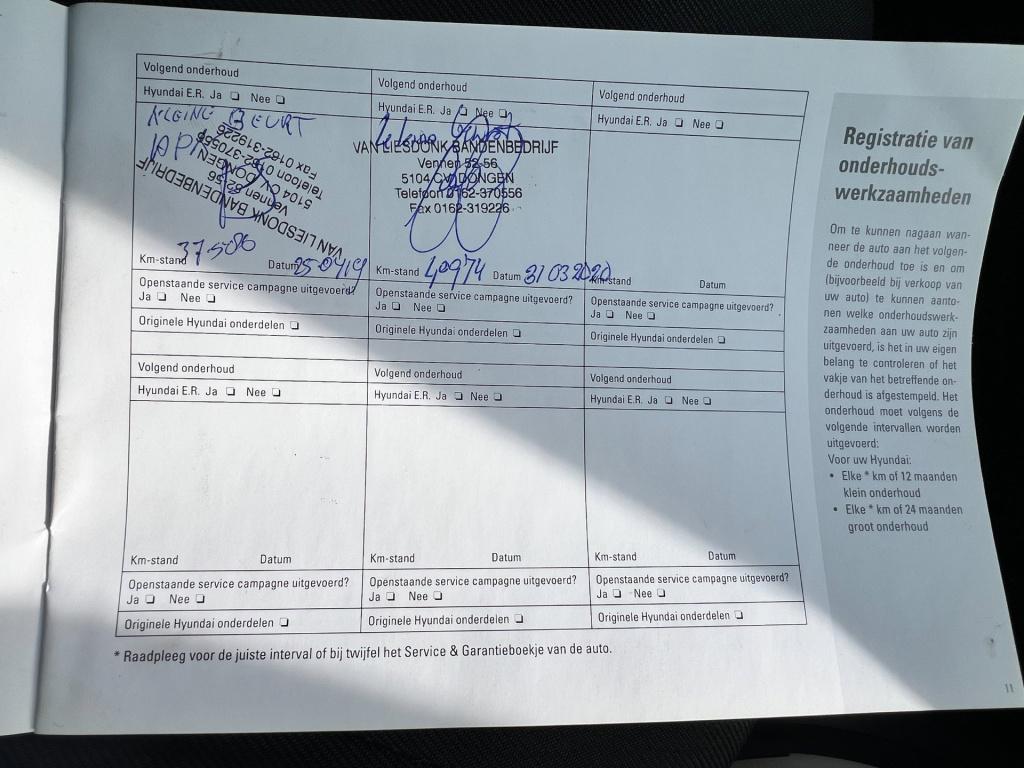 Volgend onderhoud
Hyundai E.R. Ja Nee
KLEINE BEURT
APK
VAN LIESDONK BANDENBEDRIJF
Vennen 52-56
5104 CV DONGEN
Telefoon 0162-370556
Fax 0162-319226
Km-stand 37506 Datum 25-04-19
Openstaande service campagne uitgevoerd?
Ja Nee
Originele Hyundai onderdelen
Volgend onderhoud
Hyundai E.R. Ja Nee
VAN LIESDONK BANDENBEDRIJF
Vennen 52-56
5104 CV DONGEN
Telefoon 0162-370556
Fax 0162-319226
Km-stand 40974 Datum 31 03 2020
Openstaande service campagne uitgevoerd?
Ja Nee
Originele Hyundai onderdelen
Volgend onderhoud
Hyundai E.R. Ja Nee
Km-stand Datum
Openstaande service campagne uitgevoerd?
Ja Nee
Originele Hyundai onderdelen
Volgend onderhoud
Hyundai E.R. Ja Nee
Km-stand Datum
Openstaande service campagne uitgevoerd?
Ja Nee
Originele Hyundai onderdelen
Volgend onderhoud
Hyundai E.R. Ja Nee
Km-stand Datum
Openstaande service campagne uitgevoerd?
Ja Nee
Originele Hyundai onderdelen
Volgend onderhoud
Hyundai E.R. Ja Nee
Km-stand Datum
Openstaande service campagne uitgevoerd?
Ja Nee
Originele Hyundai onderdelen
* Raadpleeg voor de juiste interval of bij twijfel het Service & Garantieboekje van de auto.
Registratie van
onderhouds-
werkzaamheden
Om te kunnen nagaan wan-
neer de auto aan het volgen-
de onderhoud toe is en om
(bijvoorbeeld bij verkoop van
uw auto) te kunnen aanto-
nen welke onderhoudswerk-
zaamheden aan uw auto zijn
uitgevoerd, is het in uw eigen
belang te controleren of het
vakje van het betreffende on-
derhoud is afgestempeld. Het
onderhoud moet volgens de
volgende intervallen worden
uitgevoerd:
Voor uw Hyundai:
• Elke * km of 12 maanden
klein onderhoud
• Elke * km of 24 maanden
groot onderhoud
11